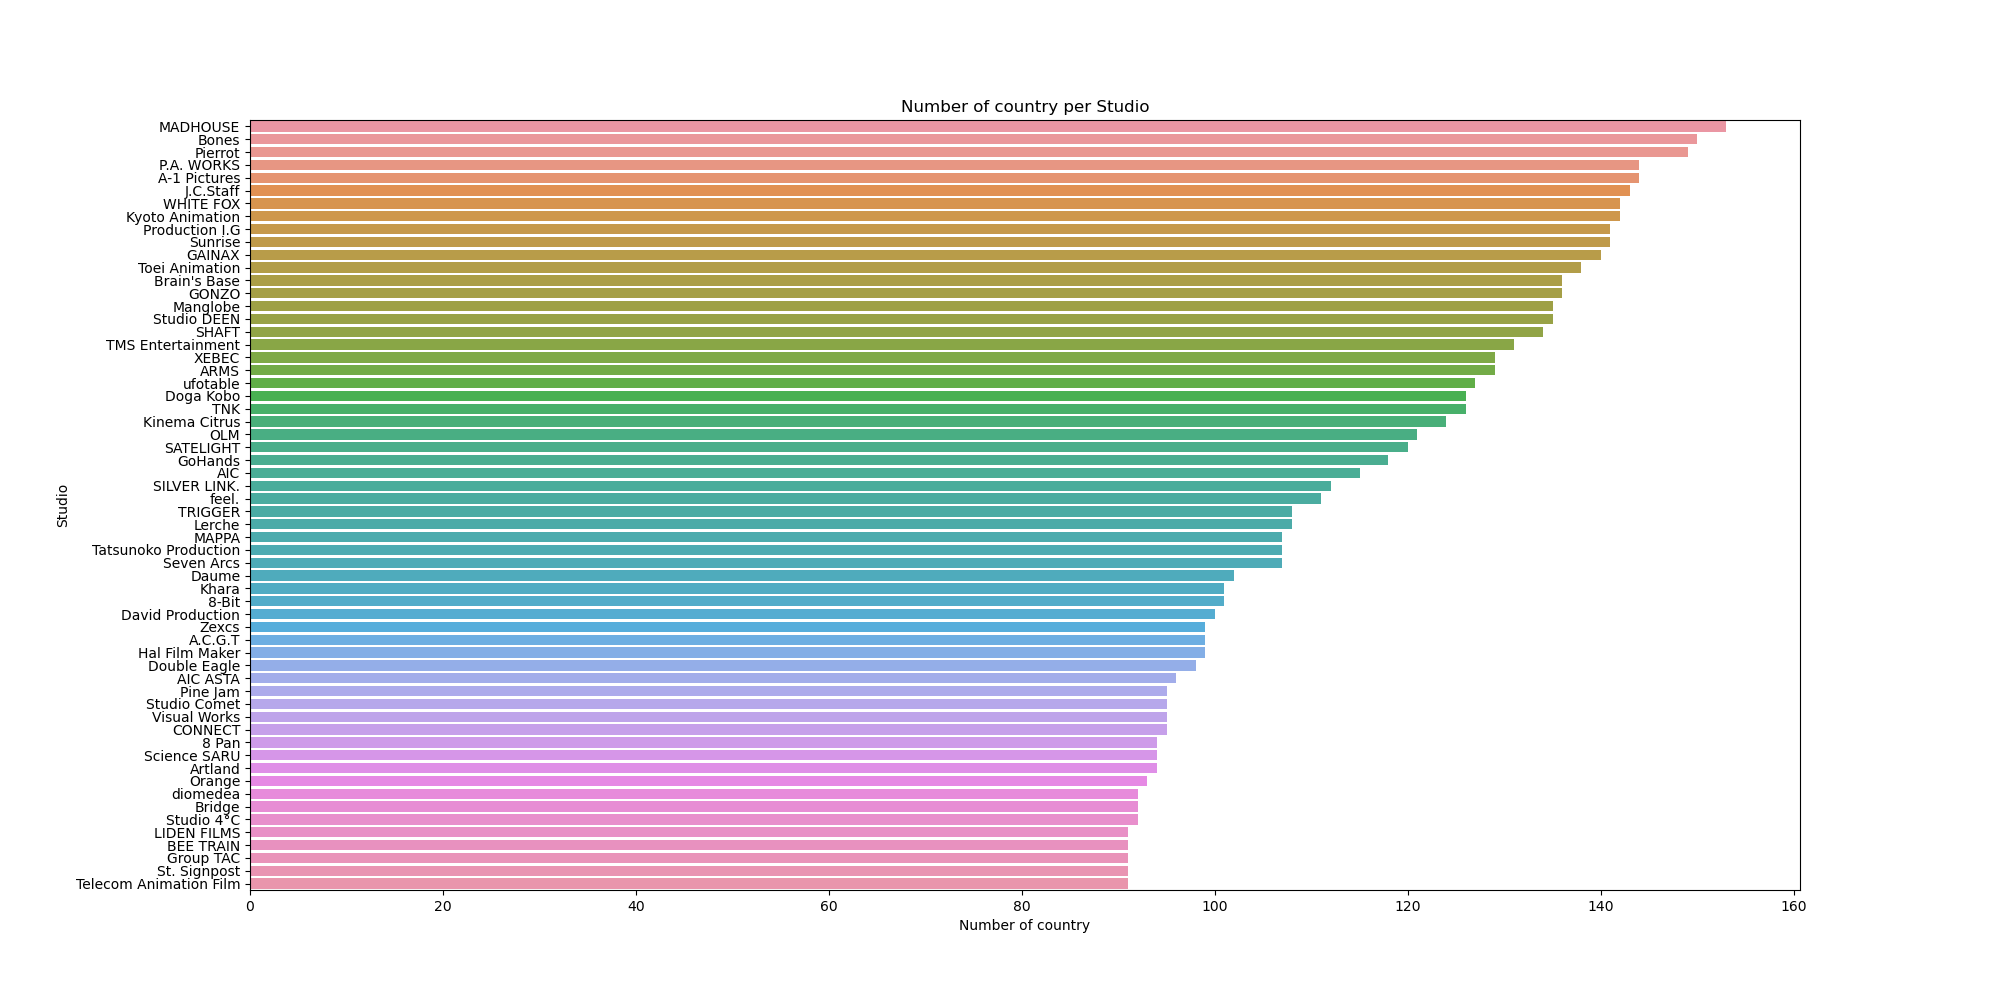 Number of country per Studio
MADHOUSE
Bones
Pierrot
P.A. WORKS
A-1 Pictures
J.C.Staff
WHITE FOX
Kyoto Animation
Production I.G
Sunrise
GAINAX
Toei Animation
Brain's Base
GONZO
Manglobe
Studio DEEN
SHAFT
TMS Entertainment
XEBEC
ARMS
ufotable
Doga Kobo
TNK
Kinema Citrus
OLM
SATELIGHT
GoHands
AIC
SILVER LINK.
feel.
TRIGGER
Lerche
MAPPA
Tatsunoko Production
Seven Arcs
Daume
Khara
8-Bit
David Production
Zexcs
A.C.G.T
Hal Film Maker
Double Eagle
AIC ASTA
Pine Jam
Studio Comet
Visual Works
CONNECT
8 Pan
Science SARU
Artland
Orange
diomedea
Bridge
Studio 4°C
LIDEN FILMS
BEE TRAIN
Group TAC
St. Signpost
Telecom Animation Film
Studio
0 20 40 60 80 100 120 140 160
Number of country